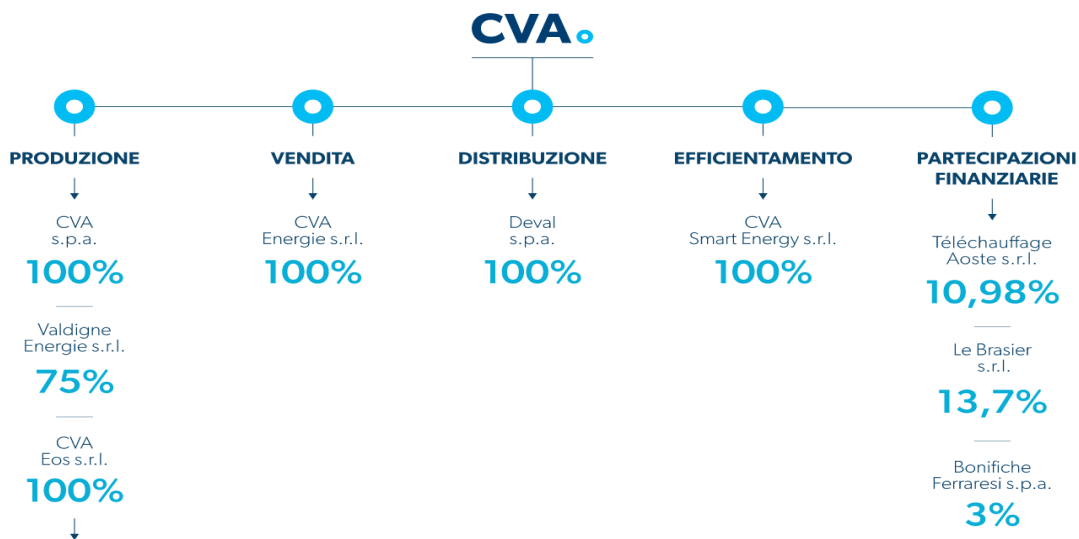 CVA
PRODUZIONE
CVA
s.p.a.
100%
Valdigne
Energie s.r.l.
75%
CVA
Eos s.r.l.
100%
VENDITA
CVA
Energie s.r.l.
100%
DISTRIBUZIONE
Deval
s.p.a.
100%
EFFICIENTAMENTO
CVA
Smart Energy s.r.l.
100%
PARTECIPAZIONI
FINANZIARIE
Téléchauffage
Aoste s.r.l.
10,98%
Le Brasier
s.r.l.
13,7%
Bonifiche
Ferraresi s.p.a.
3%